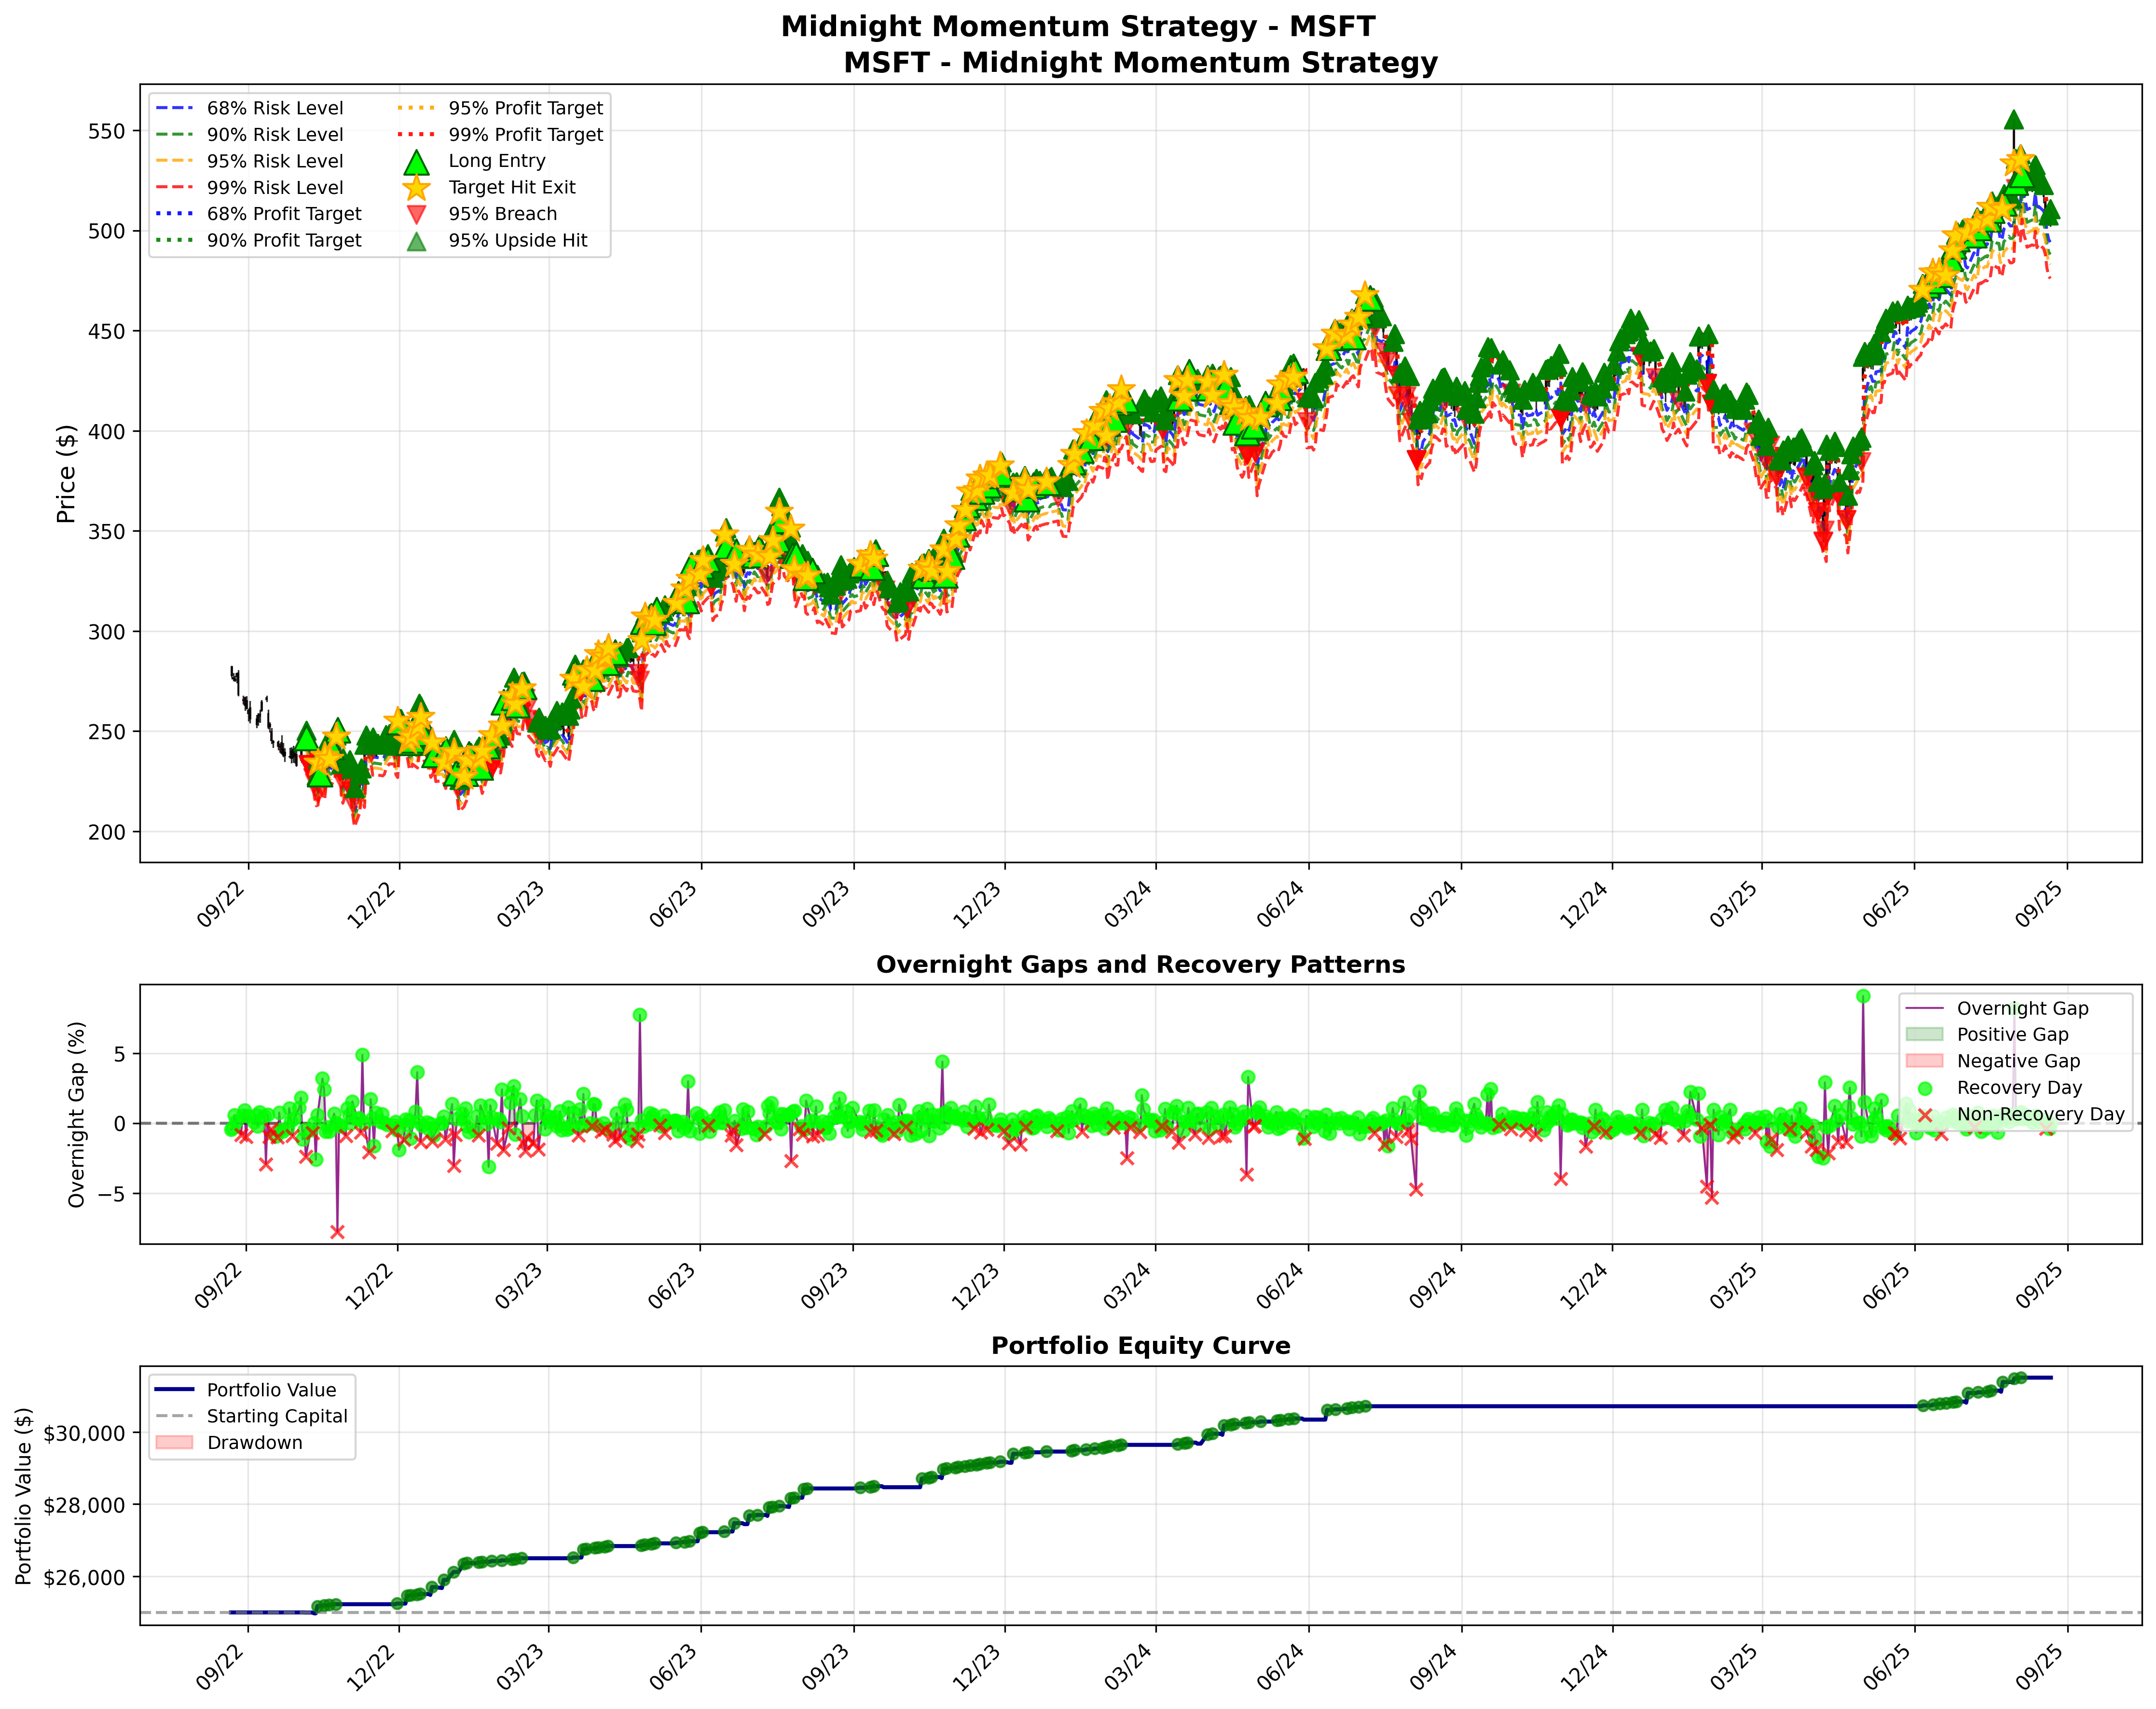 Midnight Momentum Strategy - MSFT
MSFT - Midnight Momentum Strategy
68% Risk Level
90% Risk Level
95% Risk Level
99% Risk Level
68% Profit Target
90% Profit Target
95% Profit Target
99% Profit Target
Long Entry
Target Hit Exit
95% Breach
95% Upside Hit
Price ($)
550
500
450
400
350
300
250
200
09/22
12/22
03/23
06/23
09/23
12/23
03/24
06/24
09/24
12/24
03/25
06/25
09/25
Overnight Gaps and Recovery Patterns
Overnight Gap (%)
5
0
−5
Overnight Gap
Positive Gap
Negative Gap
Recovery Day
Non-Recovery Day
09/22
12/22
03/23
06/23
09/23
12/23
03/24
06/24
09/24
12/24
03/25
06/25
09/25
Portfolio Equity Curve
Portfolio Value ($)
$30,000
$28,000
$26,000
Portfolio Value
Starting Capital
Drawdown
09/22
12/22
03/23
06/23
09/23
12/23
03/24
06/24
09/24
12/24
03/25
06/25
09/25